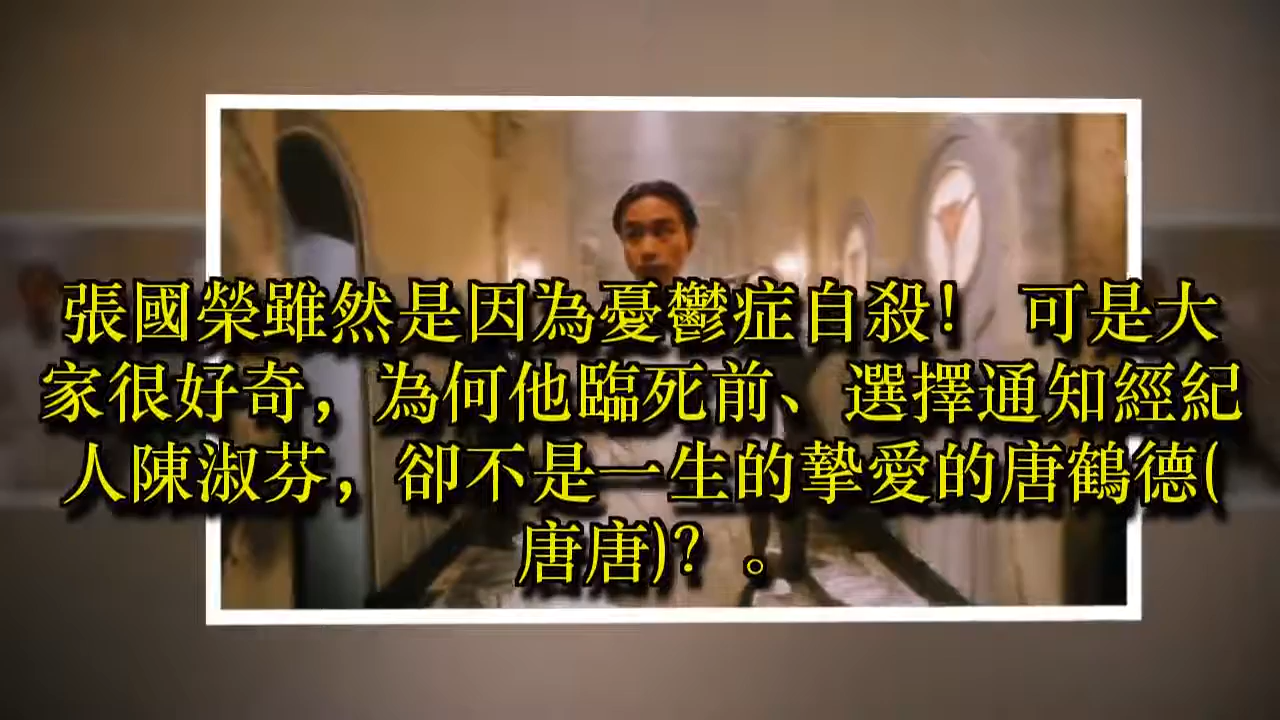 張國榮雖然是因為憂鬱症自殺! 可是大
家很好奇,為何他臨死前、選擇通知經紀
人陳淑芬,卻不是一生的摯愛的唐鶴德(
唐唐)? 。